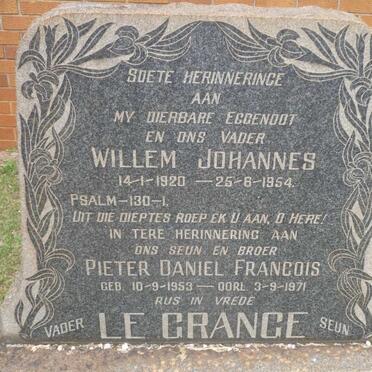 SOETE HERINNERINGE
AAN
MY DIERBARE EGGENOOT
EN ONS VADER
WILLEM JOHANNES
14-1-1920 — 25-6-1954.
PSALM-130-1.
UIT DIE DIEPTES ROEP EK U AAN, O HERE!
IN TERE HERINNERING AAN
ONS SEUN EN BROER
PIETER DANIEL FRANCOIS
GEB. 10-9-1953 — OORL. 3-9-1971
RUS IN VREDE
VADER LE GRANGE SEUN